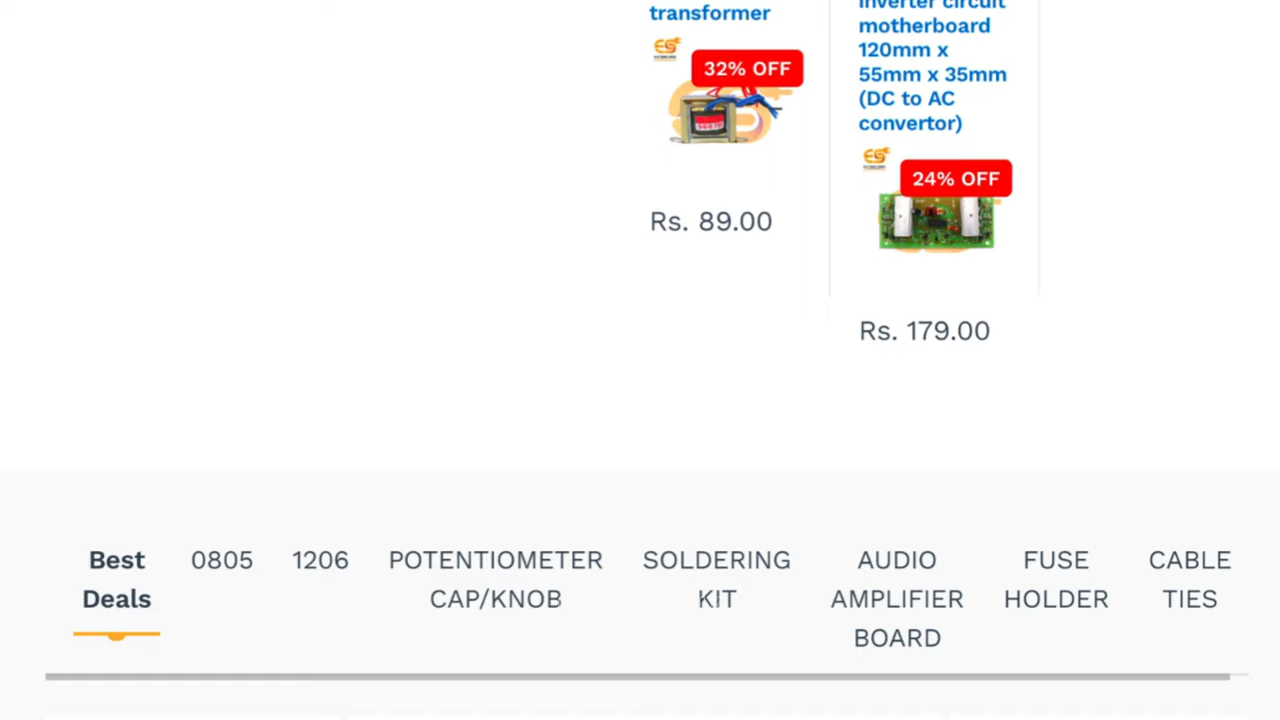 transformer
32% OFF
Rs. 89.00
inverter circuit
motherboard
120mm x
55mm x 35mm
(DC to AC
convertor)
24% OFF
Rs. 179.00
Best
Deals
0805
1206
POTENTIOMETER
CAP/KNOB
SOLDERING
KIT
AUDIO
AMPLIFIER
BOARD
FUSE
HOLDER
CABLE
TIES